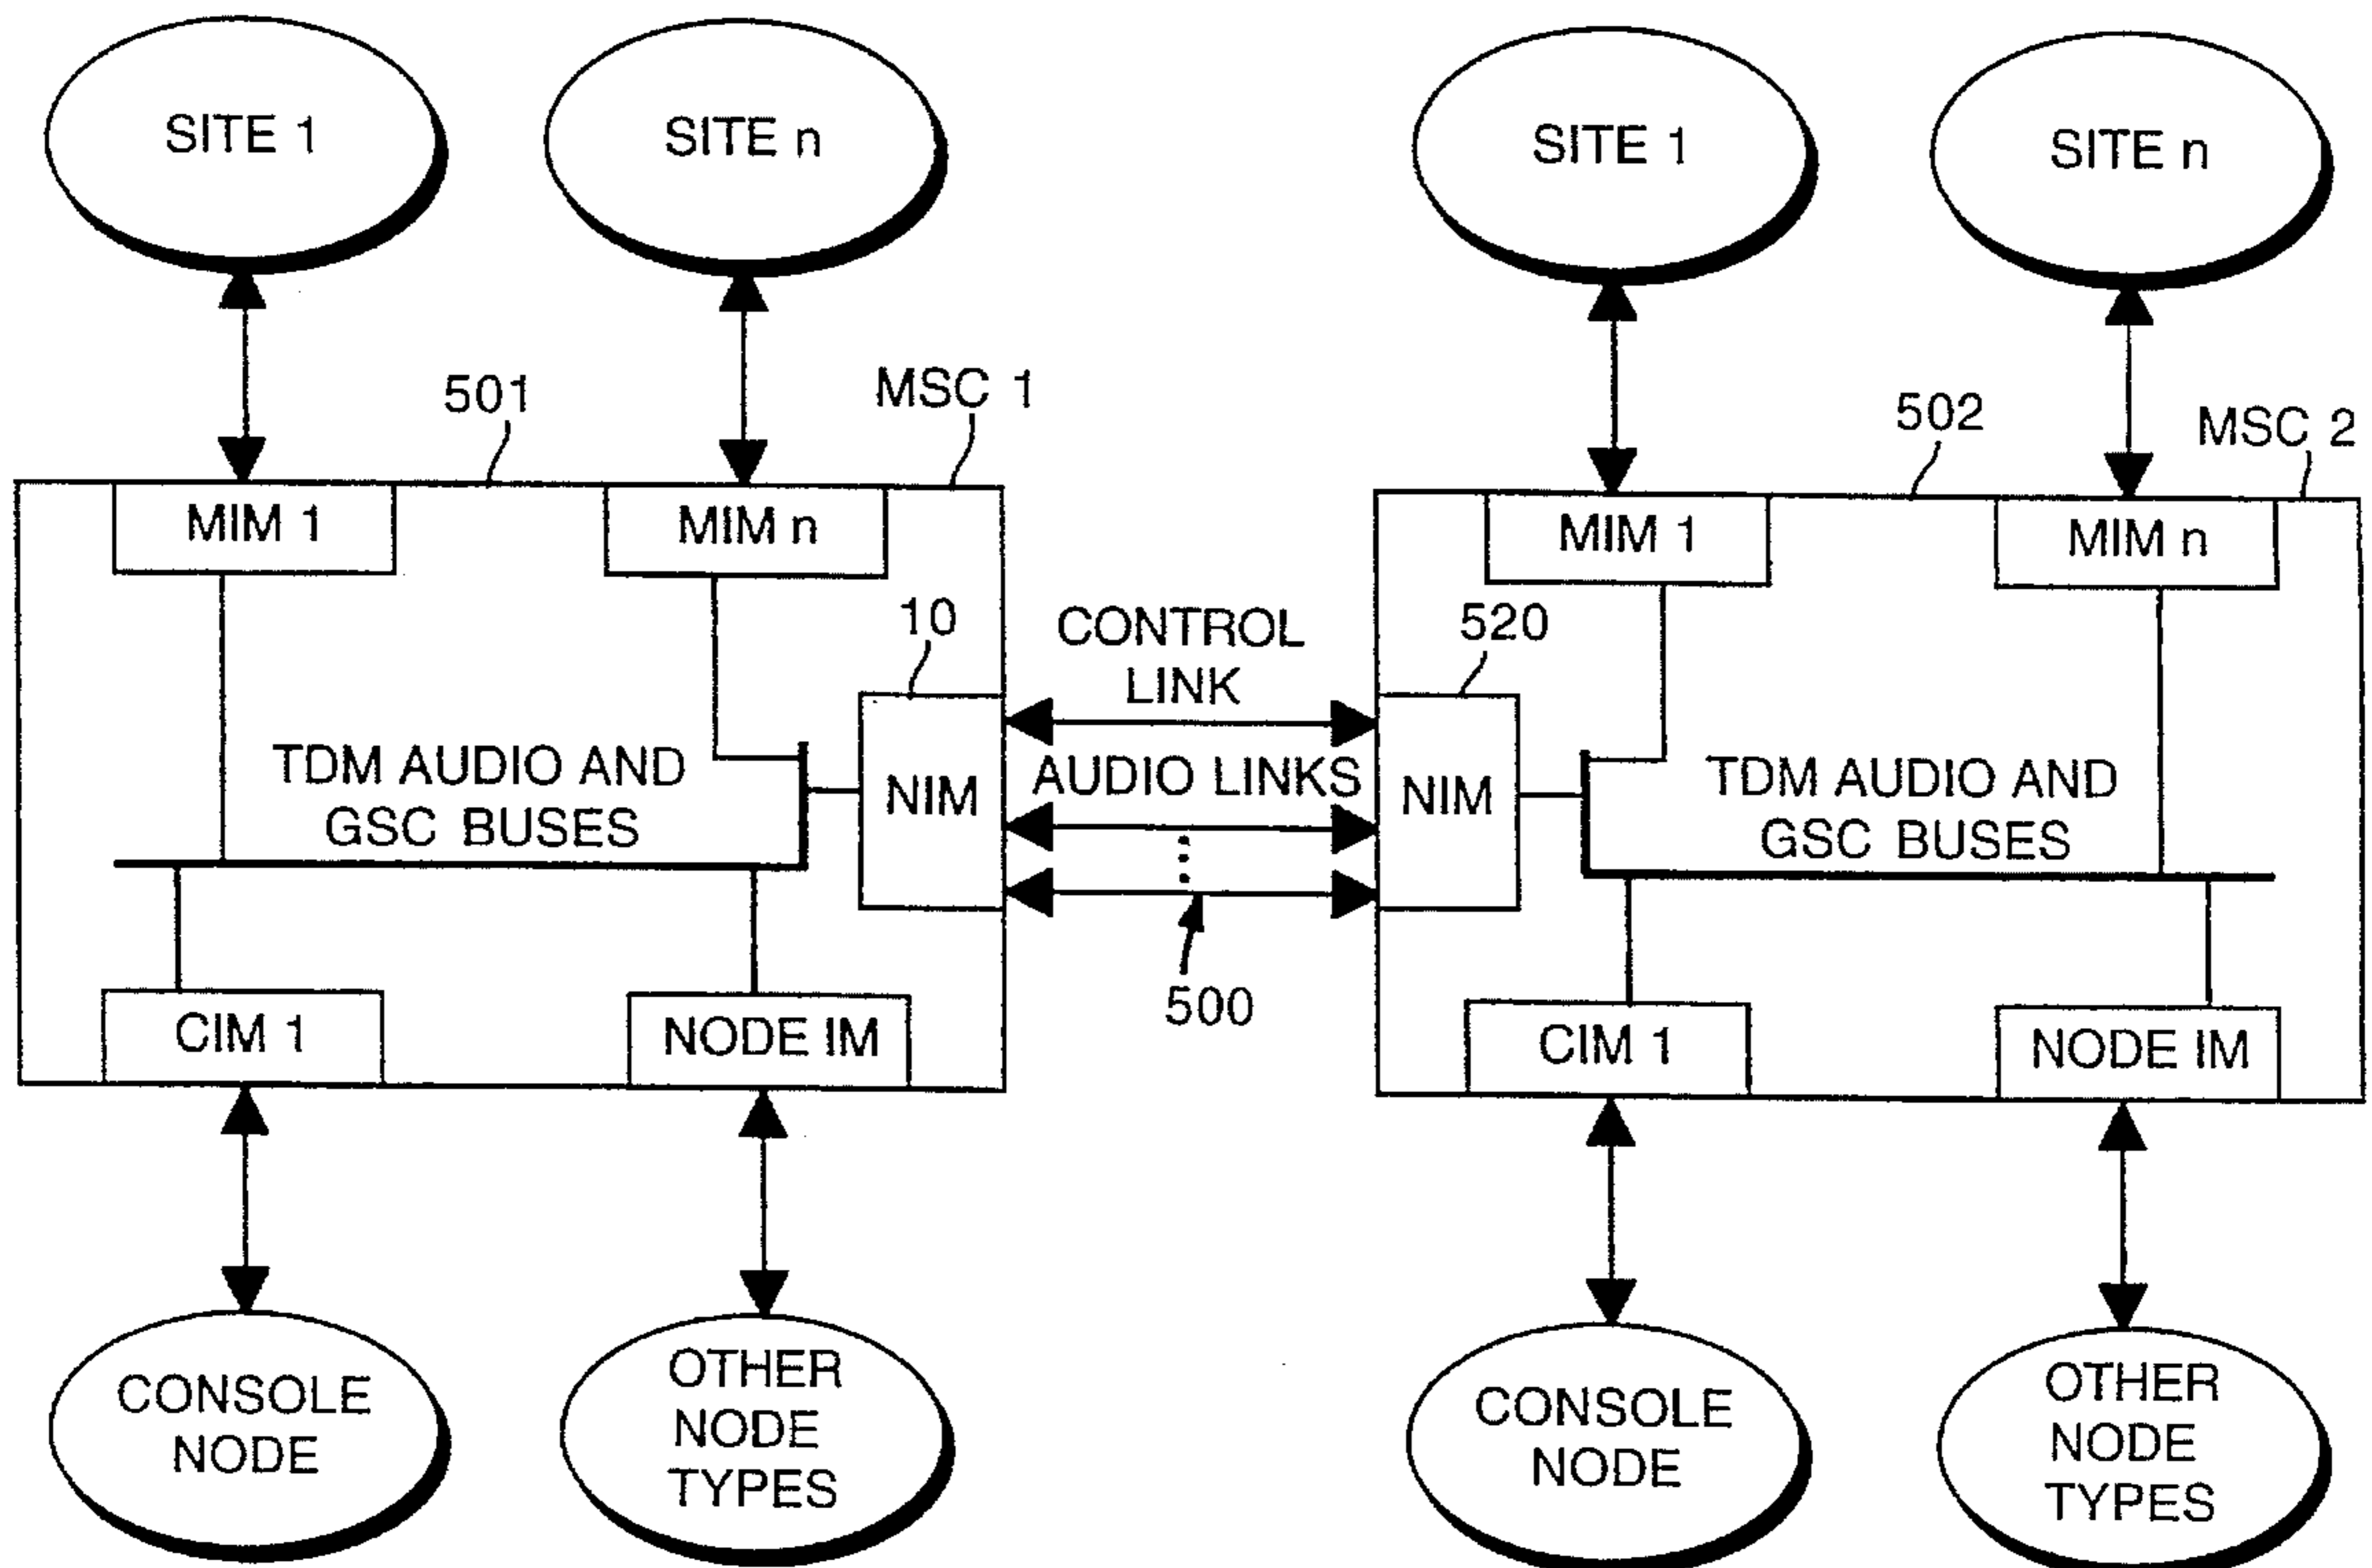 SITE 1
SITE n
SITE 1
SITE n
501
MSC 1
502
MSC 2
MIM 1
MIM n
MIM 1
MIM n
10
CONTROL
LINK
520
TDM AUDIO AND
GSC BUSES
NIM
AUDIO LINKS
NIM
TDM AUDIO AND
GSC BUSES
500
CIM 1
NODE IM
CIM 1
NODE IM
CONSOLE
NODE
OTHER
NODE
TYPES
CONSOLE
NODE
OTHER
NODE
TYPES